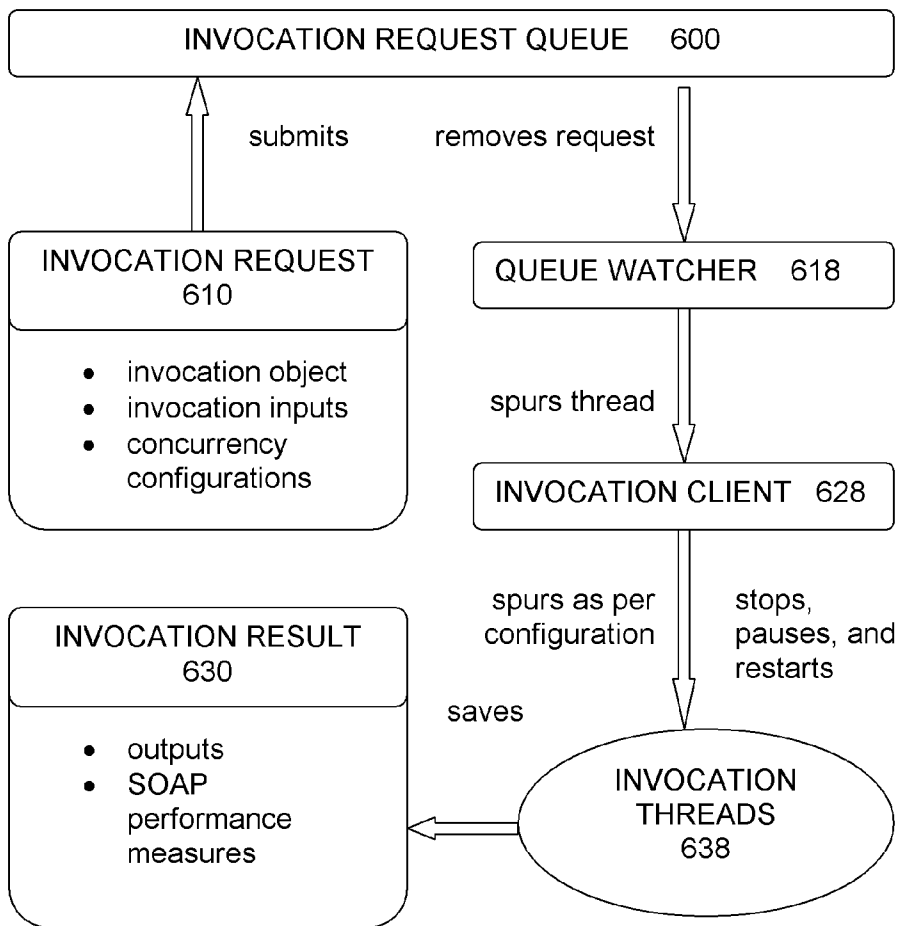 INVOCATION REQUEST QUEUE 600
submits
removes request
INVOCATION REQUEST
610
• invocation object
• invocation inputs
• concurrency
configurations
QUEUE WATCHER 618
spurs thread
INVOCATION CLIENT 628
spurs as per
configuration
stops,
pauses, and
restarts
INVOCATION RESULT
630
• outputs
• SOAP
performance
measures
saves
INVOCATION
THREADS
638